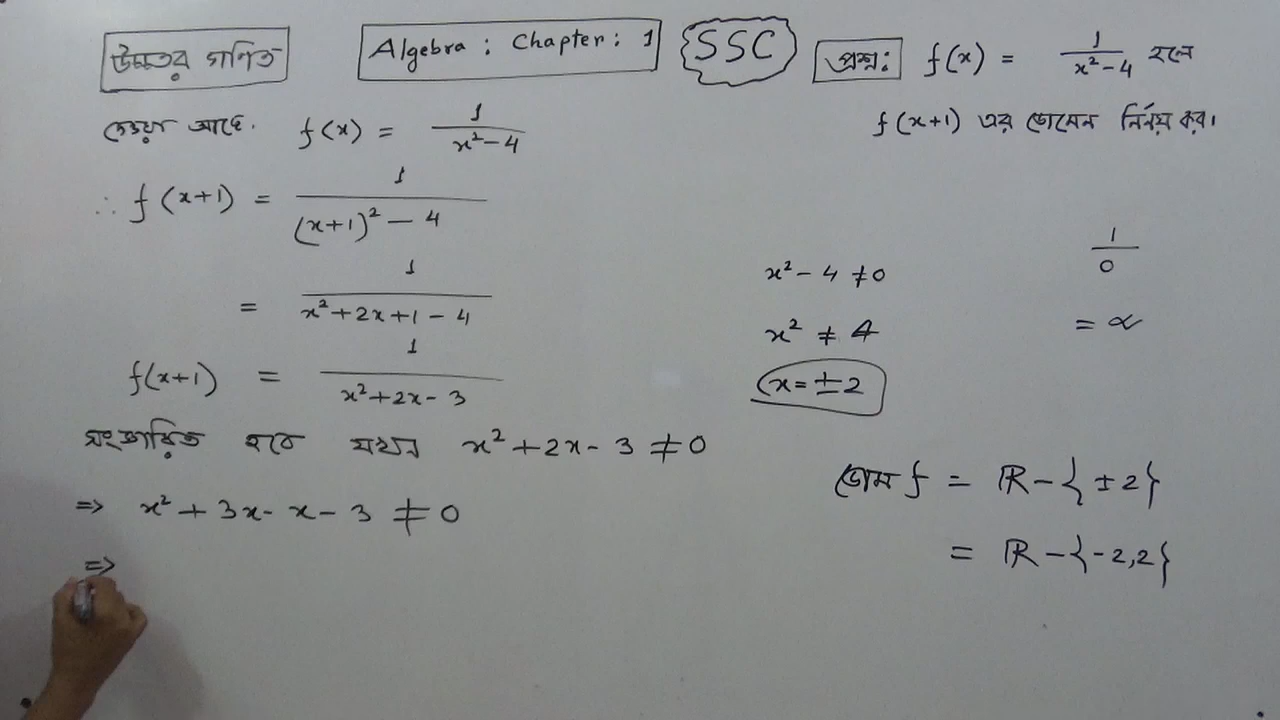 উচ্চতর গনিত
Algebra : Chapter : 1
SSC
প্রশ্ন: f(x) = 1/(x²-4) হলে
f(x+1) এর ডোমেন নির্নয় কর।
দেওয়া আছে, f(x) = 1/(x²-4)
∴ f(x+1) = 1/((x+1)² - 4)
= 1/(x²+2x+1-4)
f(x+1) = 1/(x²+2x-3)
সংজ্ঞায়িত হবে যখন x²+2x-3 ≠ 0
=> x²+3x-x-3 ≠ 0
=>
x²-4 ≠ 0
x² ≠ 4
x = ±2
1/0
= ∝
ডোম f = ℝ-{±2}
= ℝ-{-2,2}